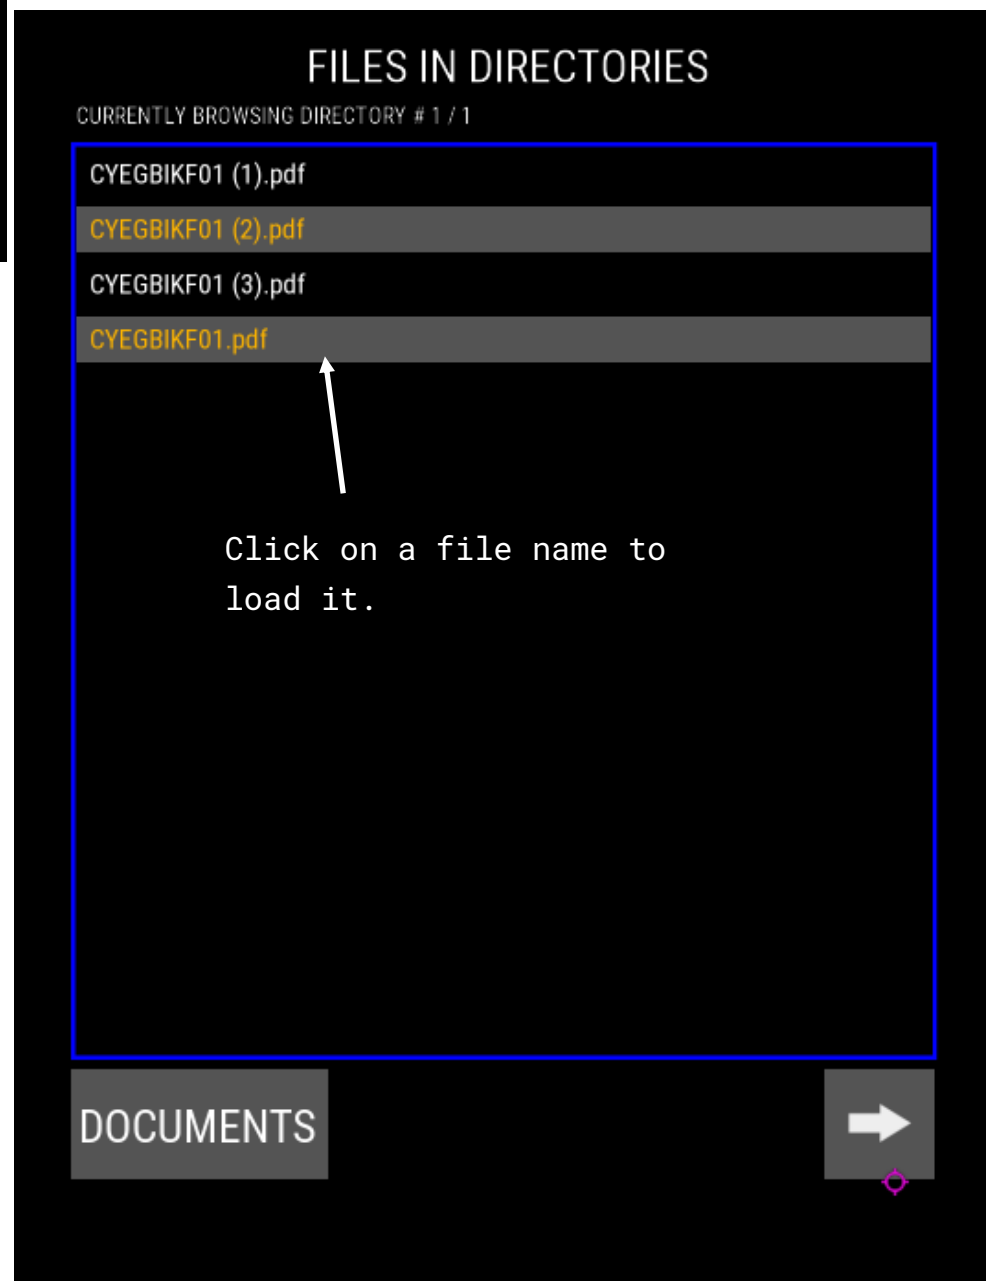 FILES IN DIRECTORIES
CURRENTLY BROWSING DIRECTORY # 1 / 1
CYEGBIKF01 (1).pdf
CYEGBIKF01 (2).pdf
CYEGBIKF01 (3).pdf
CYEGBIKF01.pdf
Click on a file name to
load it.
DOCUMENTS